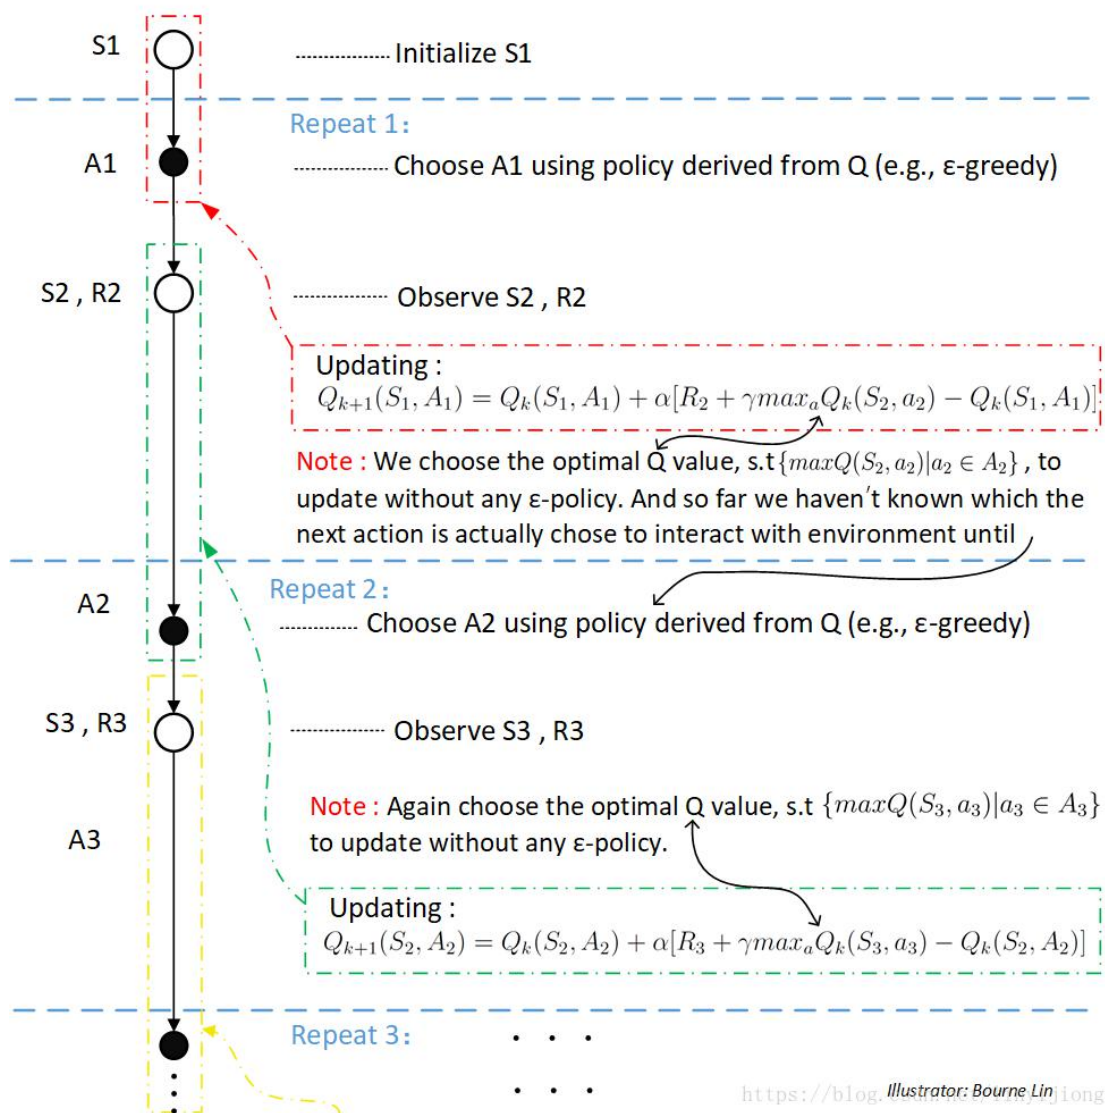 S1
Initialize S1
Repeat 1:
A1
Choose A1 using policy derived from Q (e.g., ε-greedy)
S2 , R2
Observe S2 , R2
Updating :
Q_{k+1}(S_1, A_1) = Q_k(S_1, A_1) + α[R_2 + γmax_aQ_k(S_2, a_2) − Q_k(S_1, A_1)]
Note : We choose the optimal Q value, s.t {maxQ(S_2, a_2)|a_2 ∈ A_2} , to
update without any ε-policy. And so far we haven't known which the
next action is actually chose to interact with environment until
Repeat 2:
A2
Choose A2 using policy derived from Q (e.g., ε-greedy)
S3 , R3
Observe S3 , R3
Note : Again choose the optimal Q value, s.t {maxQ(S_3, a_3)|a_3 ∈ A_3}
to update without any ε-policy.
A3
Updating :
Q_{k+1}(S_2, A_2) = Q_k(S_2, A_2) + α[R_3 + γmax_aQ_k(S_3, a_3) − Q_k(S_2, A_2)]
Repeat 3: . . .
. . .
Illustrator: Bourne Lin